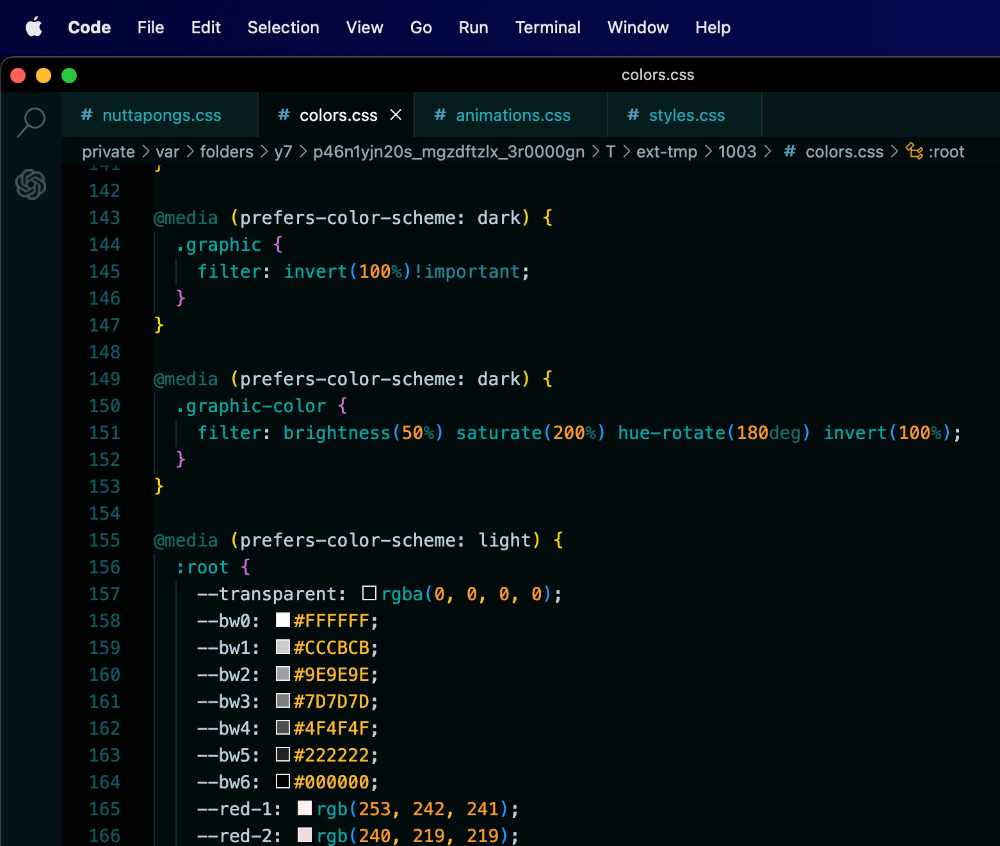 Code File Edit Selection View Go Run Terminal Window Help
colors.css
# nuttapongs.css # colors.css × # animations.css # styles.css
private > var > folders > y7 > p46n1yjn20s_mgzdftzlx_3r0000gn > T > ext-tmp > 1003 > # colors.css > :root
141 }
142
143 @media (prefers-color-scheme: dark) {
144 .graphic {
145 filter: invert(100%)!important;
146 }
147 }
148
149 @media (prefers-color-scheme: dark) {
150 .graphic-color {
151 filter: brightness(50%) saturate(200%) hue-rotate(180deg) invert(100%);
152 }
153 }
154
155 @media (prefers-color-scheme: light) {
156 :root {
157 --transparent: rgba(0, 0, 0, 0);
158 --bw0: #FFFFFF;
159 --bw1: #CCCBCB;
160 --bw2: #9E9E9E;
161 --bw3: #7D7D7D;
162 --bw4: #4F4F4F;
163 --bw5: #222222;
164 --bw6: #000000;
165 --red-1: rgb(253, 242, 241);
166 --red-2: rgb(240, 219, 219);